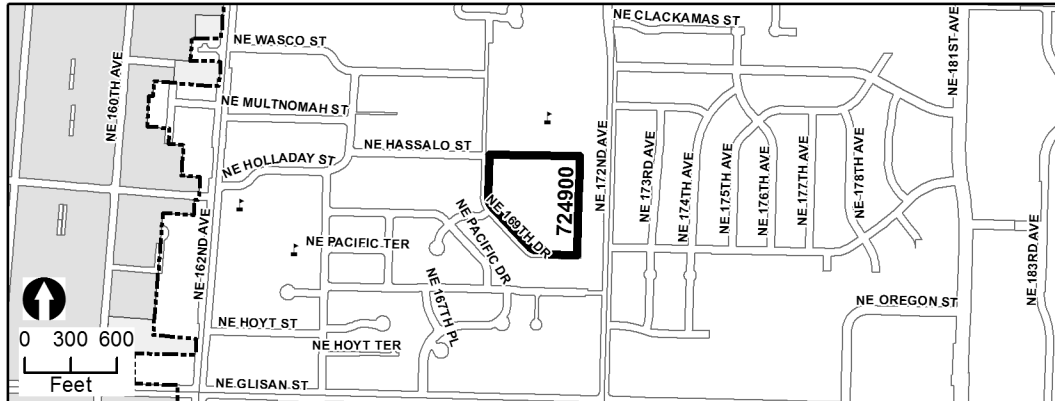 NE CLACKAMAS ST
NE WASCO ST
NE 160TH AVE
NE 181ST AVE
NE MULTNOMAH ST
NE HASSALO ST
NE HOLLADAY ST
NE 172ND AVE
NE 173RD AVE
NE 174TH AVE
NE 175TH AVE
NE 176TH AVE
NE 177TH AVE
NE 178TH AVE
724900
NE 169TH DR
NE PACIFIC DR
NE PACIFIC TER
NE 162ND AVE
NE 183RD AVE
NE 167TH PL
NE OREGON ST
NE HOYT ST
NE HOYT TER
NE GLISAN ST
0 300 600
Feet